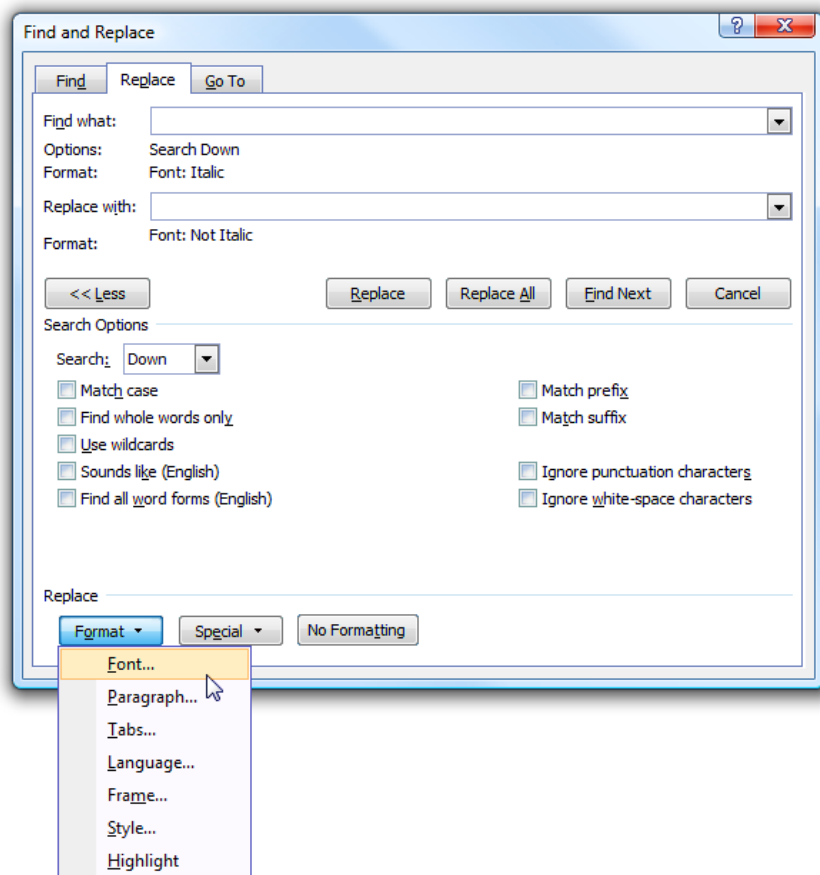 Find and Replace
Find Replace Go To
Find what:
Options: Search Down
Format: Font: Italic
Replace with:
Format: Font: Not Italic
<< Less Replace Replace All Find Next Cancel
Search Options
Search: Down
Match case Match prefix
Find whole words only Match suffix
Use wildcards
Sounds like (English) Ignore punctuation characters
Find all word forms (English) Ignore white-space characters
Replace
Format Special No Formatting
Font...
Paragraph...
Tabs...
Language...
Frame...
Style...
Highlight